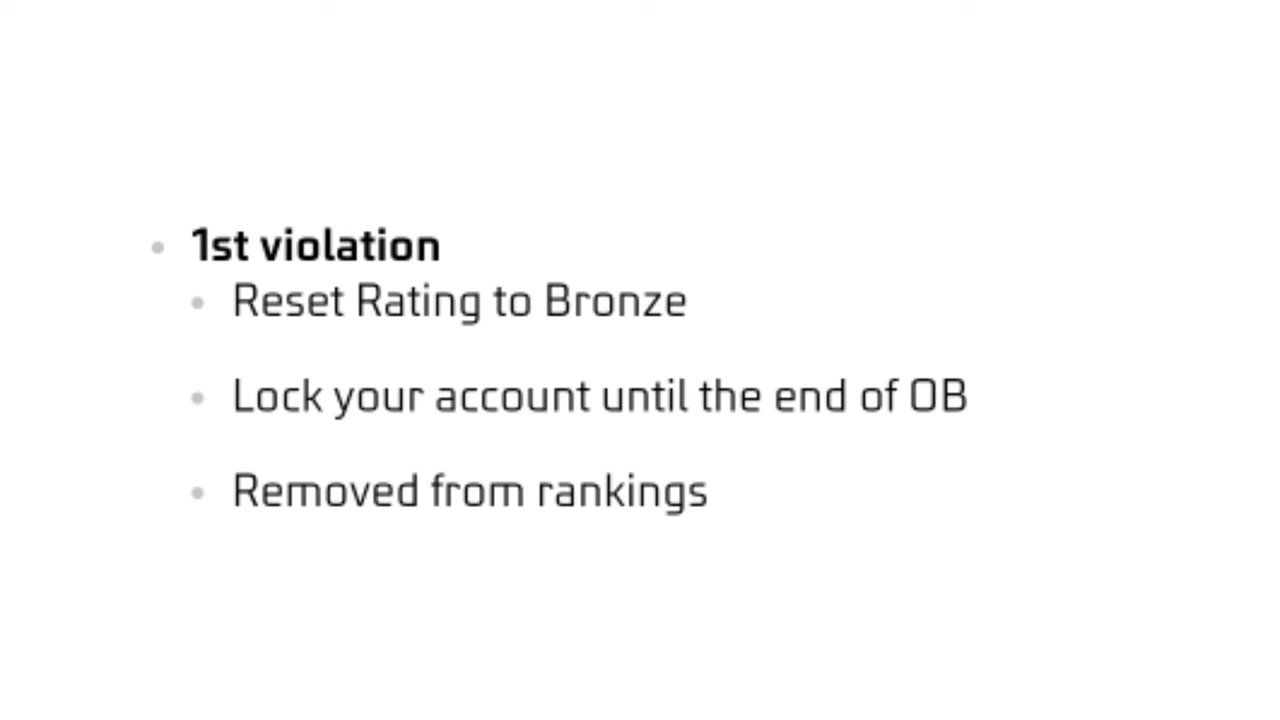 1st violation
Reset Rating to Bronze
Lock your account until the end of OB
Removed from rankings